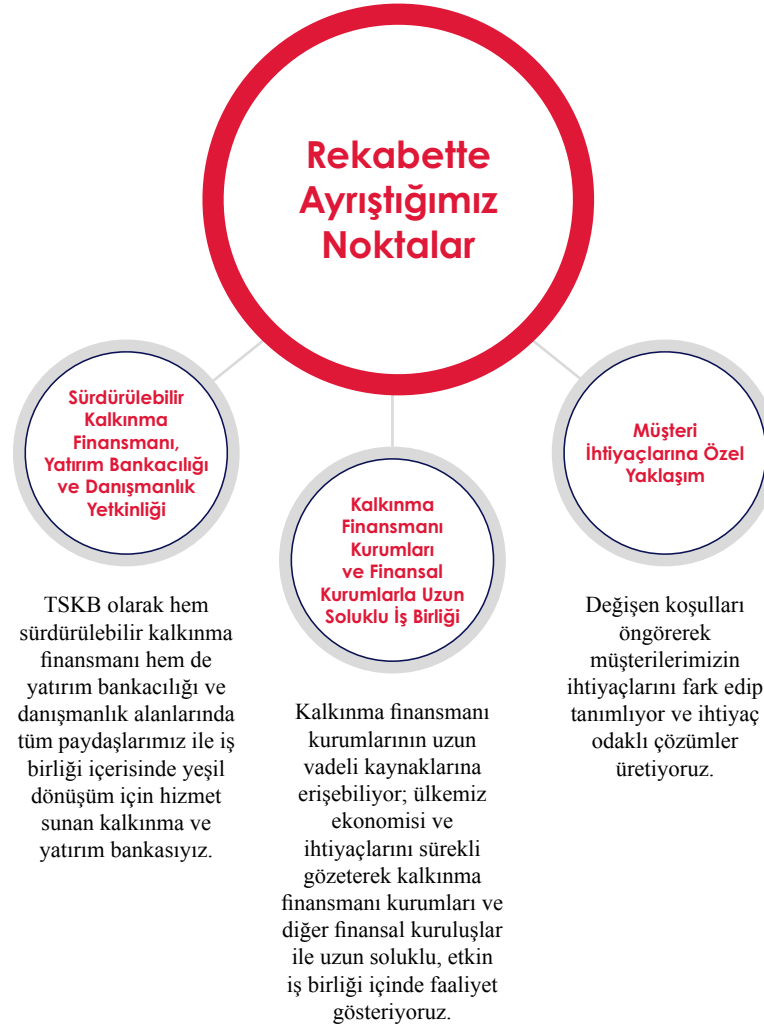 Rekabette
Ayrıştığımız
Noktalar
Sürdürülebilir
Kalkınma
Finansmanı,
Yatırım Bankacılığı
ve Danışmanlık
Yetkinliği
TSKB olarak hem
sürdürülebilir kalkınma
finansmanı hem de
yatırım bankacılığı ve
danışmanlık alanlarında
tüm paydaşlarımız ile iş
birliği içerisinde yeşil
dönüşüm için hizmet
sunan kalkınma ve
yatırım bankasıyız.
Kalkınma
Finansmanı
Kurumları
ve Finansal
Kurumlarla Uzun
Soluklu İş Birliği
Kalkınma finansmanı
kurumlarının uzun
vadeli kaynaklarına
erişebiliyor; ülkemiz
ekonomisi ve
ihtiyaçlarını sürekli
gözeterek kalkınma
finansmanı kurumları ve
diğer finansal kuruluşlar
ile uzun soluklu, etkin
iş birliği içinde faaliyet
gösteriyoruz.
Müşteri
İhtiyaçlarına Özel
Yaklaşım
Değişen koşulları
öngörerek
müşterilerimizin
ihtiyaçlarını fark edip
tanımlıyor ve ihtiyaç
odaklı çözümler
üretiyoruz.